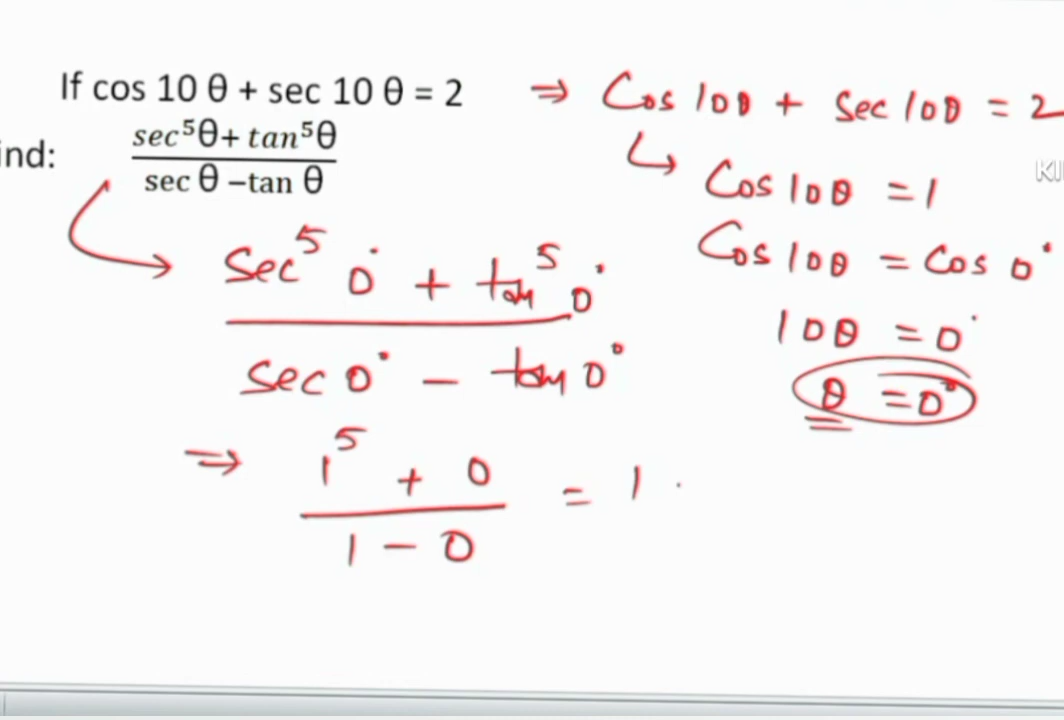 If cos 10 θ + sec 10 θ = 2 ⇒ Cos 10θ + Sec 10θ = 2
ind: sec⁵θ+ tan⁵θ
sec θ –tan θ
↳ Cos 10θ = 1
KI
Sec⁵ 0° + tan⁵ 0°
Cos 10θ = Cos 0°
10θ = 0°
Sec 0° – tan 0°
θ = 0°
⇒ 1⁵ + 0 = 1.
1 – 0